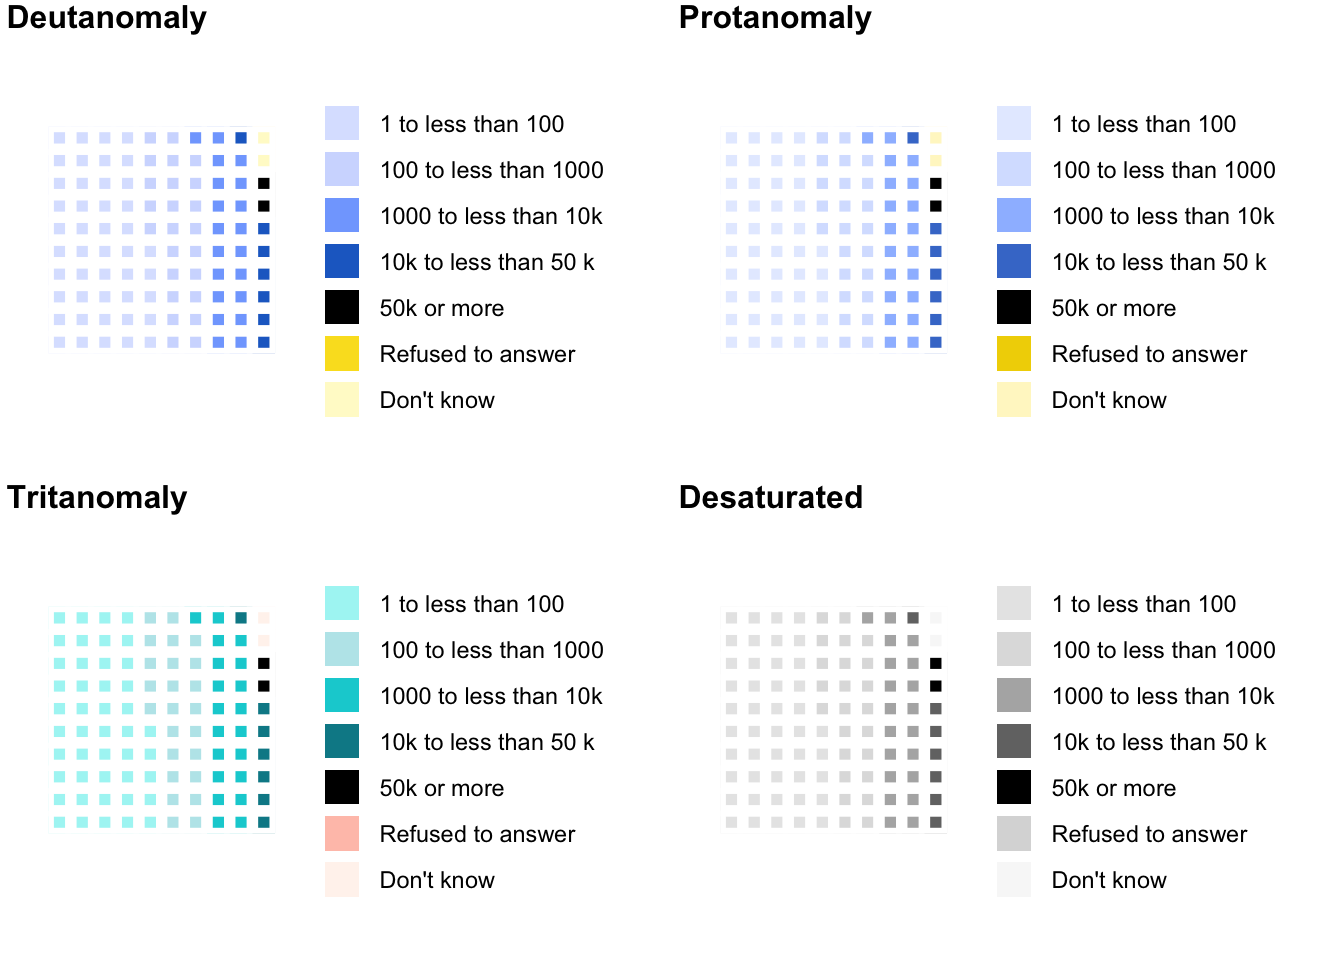 Deutanomaly
1 to less than 100
100 to less than 1000
1000 to less than 10k
10k to less than 50 k
50k or more
Refused to answer
Don't know
Protanomaly
1 to less than 100
100 to less than 1000
1000 to less than 10k
10k to less than 50 k
50k or more
Refused to answer
Don't know
Tritanomaly
1 to less than 100
100 to less than 1000
1000 to less than 10k
10k to less than 50 k
50k or more
Refused to answer
Don't know
Desaturated
1 to less than 100
100 to less than 1000
1000 to less than 10k
10k to less than 50 k
50k or more
Refused to answer
Don't know